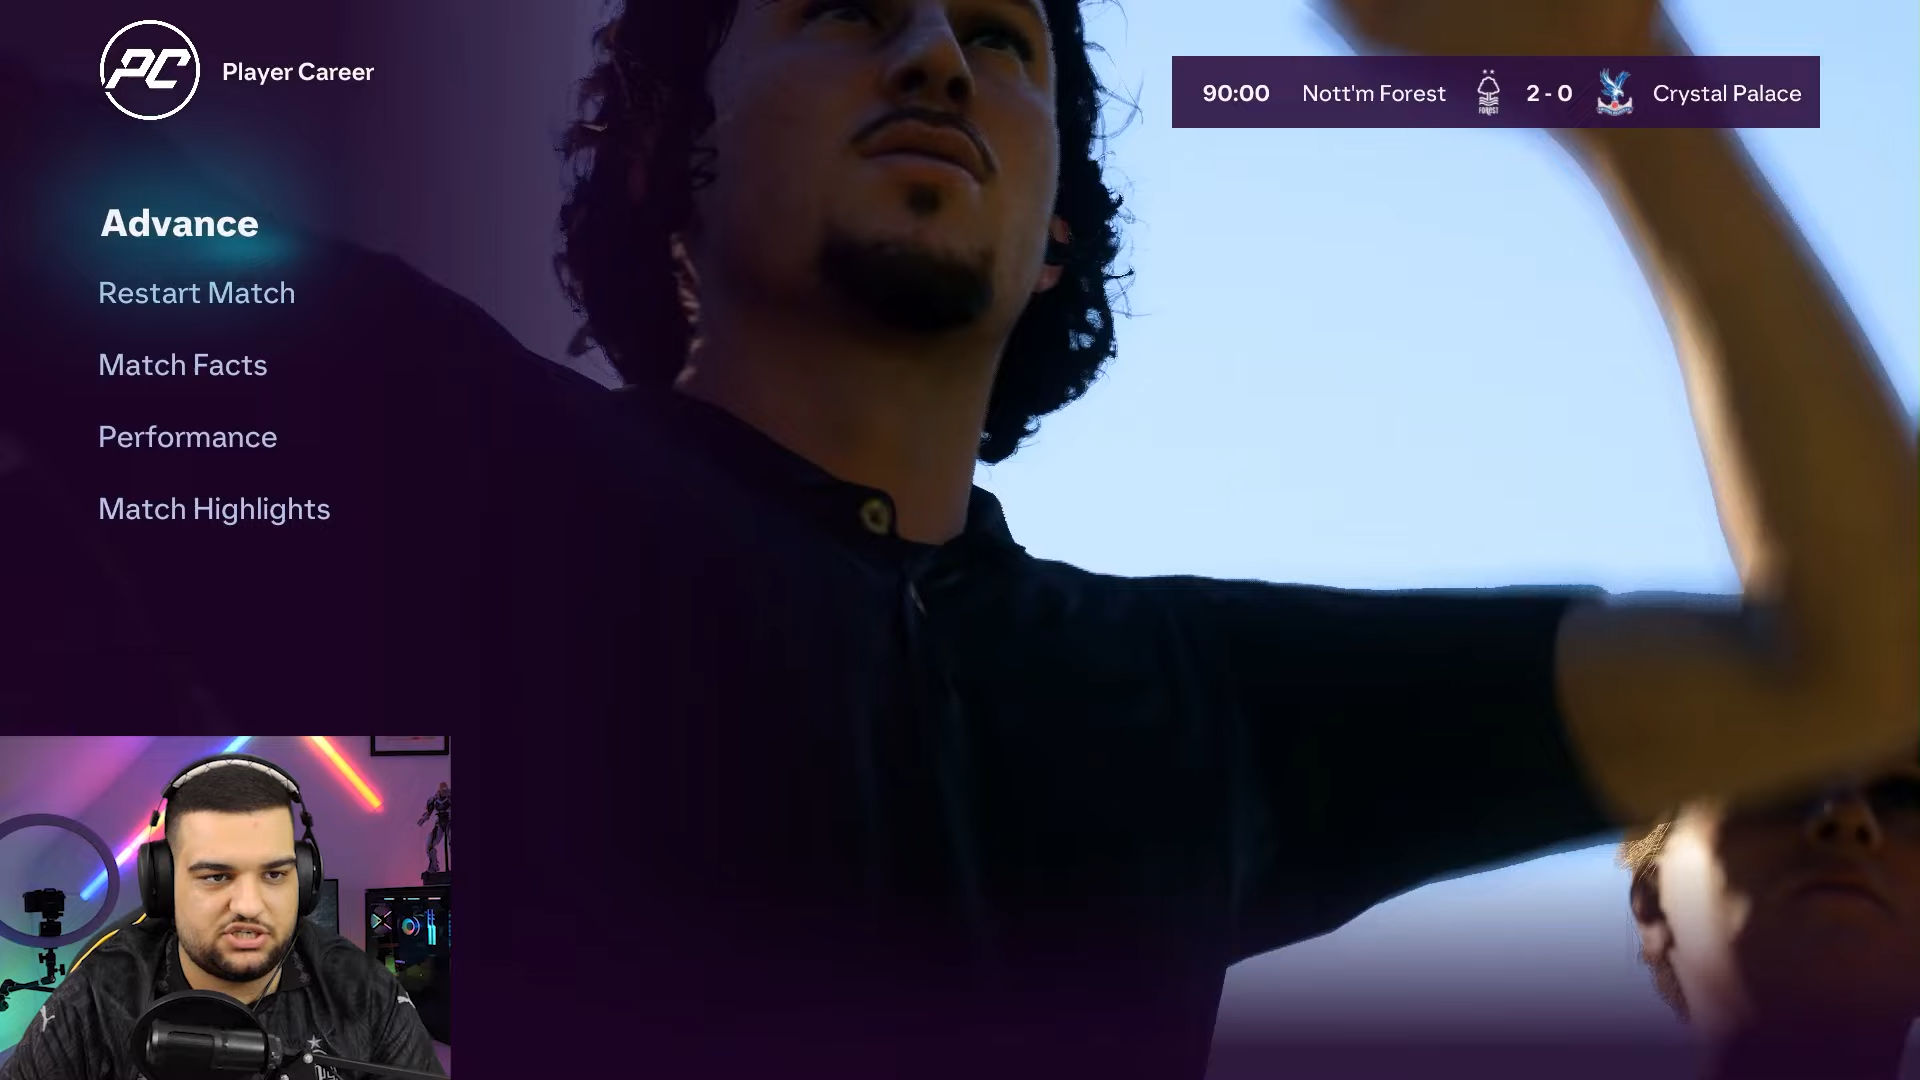 PC Player Career
90:00 Nott'm Forest FOREST 2 - 0 Crystal Palace
Advance
Restart Match
Match Facts
Performance
Match Highlights